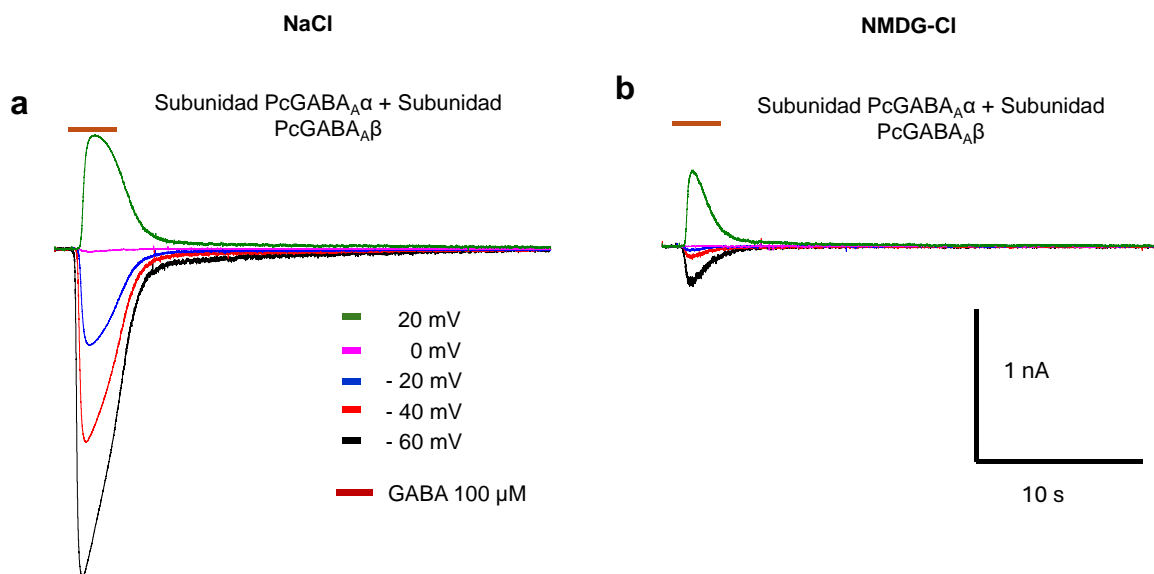 NaCl
NMDG-Cl
a
Subunidad PcGABAAα + Subunidad
PcGABAAβ
b
Subunidad PcGABAAα + Subunidad
PcGABAAβ
20 mV
0 mV
- 20 mV
- 40 mV
- 60 mV
GABA 100 µM
1 nA
10 s